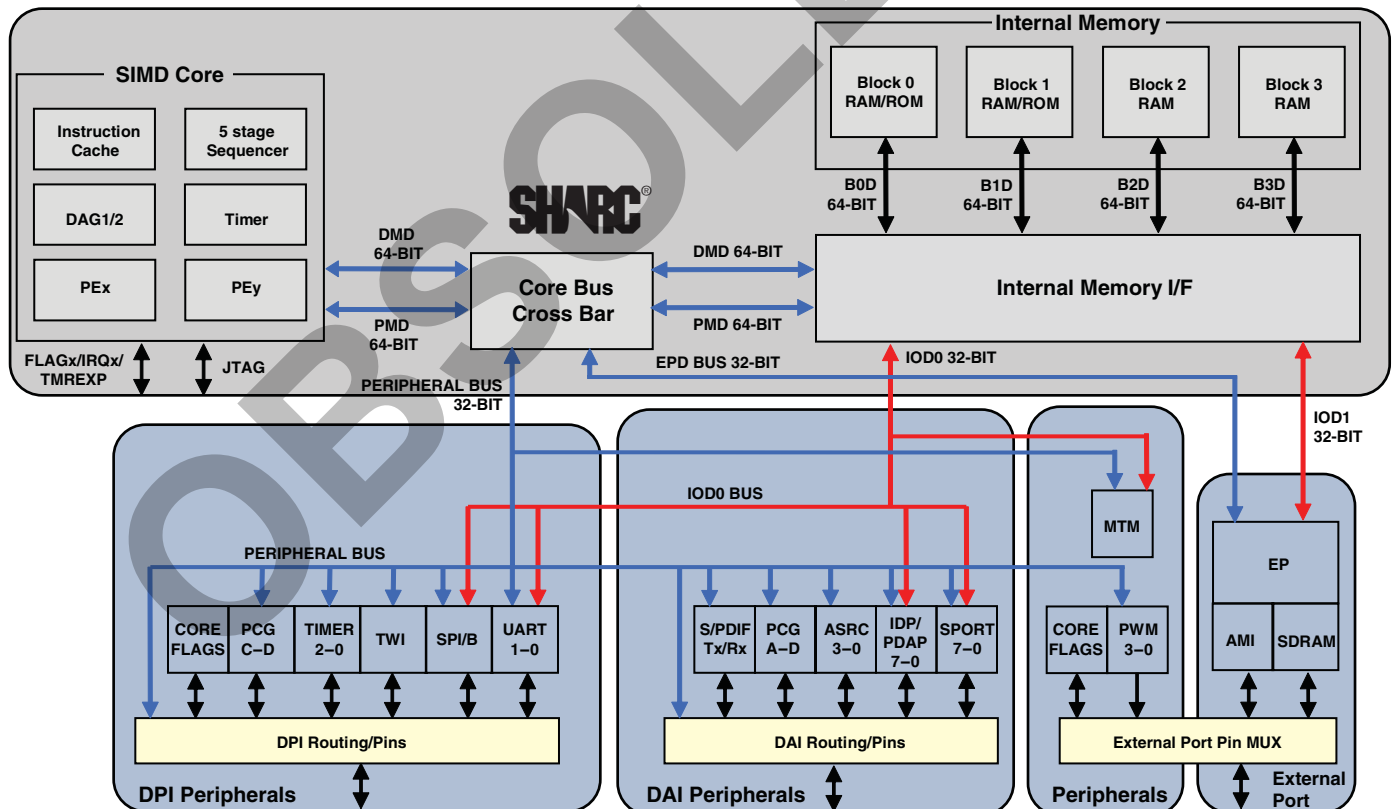 Internal Memory
SIMD Core
Block 0
RAM/ROM
Block 1
RAM/ROM
Block 2
RAM
Block 3
RAM
Instruction
Cache
5 stage
Sequencer
DAG1/2
Timer
PEx
PEy
SHARC®
B0D
64-BIT
B1D
64-BIT
B2D
64-BIT
B3D
64-BIT
DMD
64-BIT
PMD
64-BIT
Core Bus
Cross Bar
DMD 64-BIT
PMD 64-BIT
Internal Memory I/F
FLAGx/IRQx/
TMREXP
JTAG
PERIPHERAL BUS
32-BIT
EPD BUS 32-BIT
IOD0 32-BIT
IOD1
32-BIT
IOD0 BUS
PERIPHERAL BUS
MTM
EP
AMI
SDRAM
CORE
FLAGS
PCG
C–D
TIMER
2–0
TWI
SPI/B
UART
1–0
S/PDIF
Tx/Rx
PCG
A–D
ASRC
3–0
IDP/
PDAP
7–0
SPORT
7–0
CORE
FLAGS
PWM
3–0
DPI Routing/Pins
DAI Routing/Pins
External Port Pin MUX
DPI Peripherals
DAI Peripherals
Peripherals
External
Port
OBSOLE